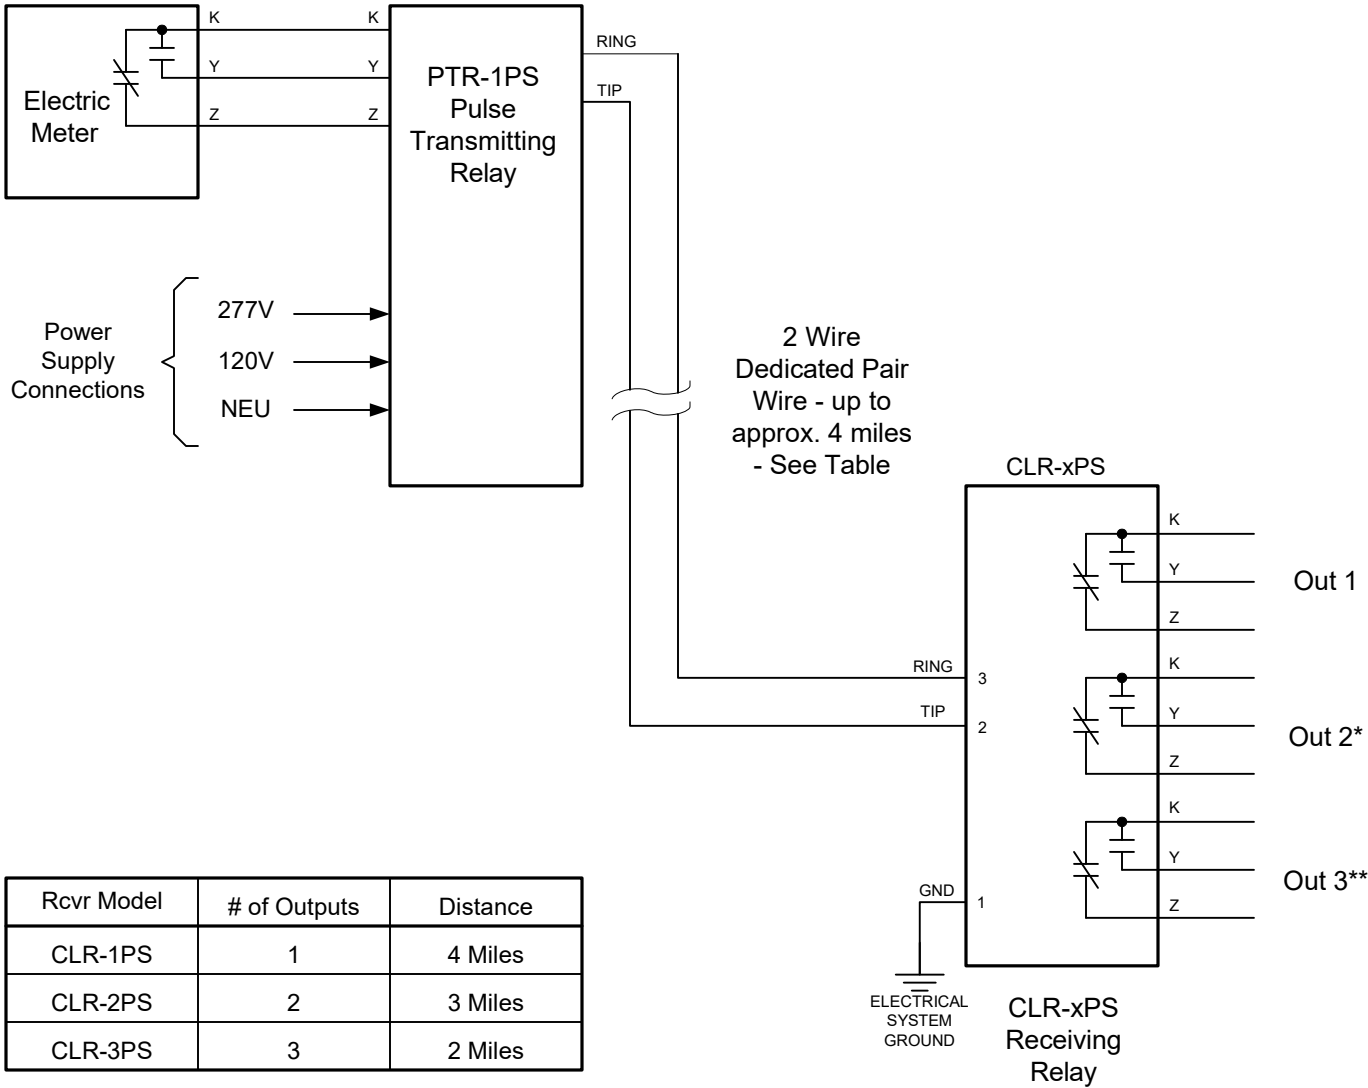 K
Y
Z
K
Y
Z
Electric
Meter
PTR-1PS
Pulse
Transmitting
Relay
RING
TIP
Power
Supply
Connections
277V
120V
NEU
2 Wire
Dedicated Pair
Wire - up to
approx. 4 miles
- See Table
CLR-xPS
RING
3
TIP
2
GND
1
ELECTRICAL
SYSTEM
GROUND
K
Y
Z
Out 1
K
Y
Z
Out 2*
K
Y
Z
Out 3**
CLR-xPS
Receiving
Relay
Rcvr Model # of Outputs Distance
CLR-1PS 1 4 Miles
CLR-2PS 2 3 Miles
CLR-3PS 3 2 Miles